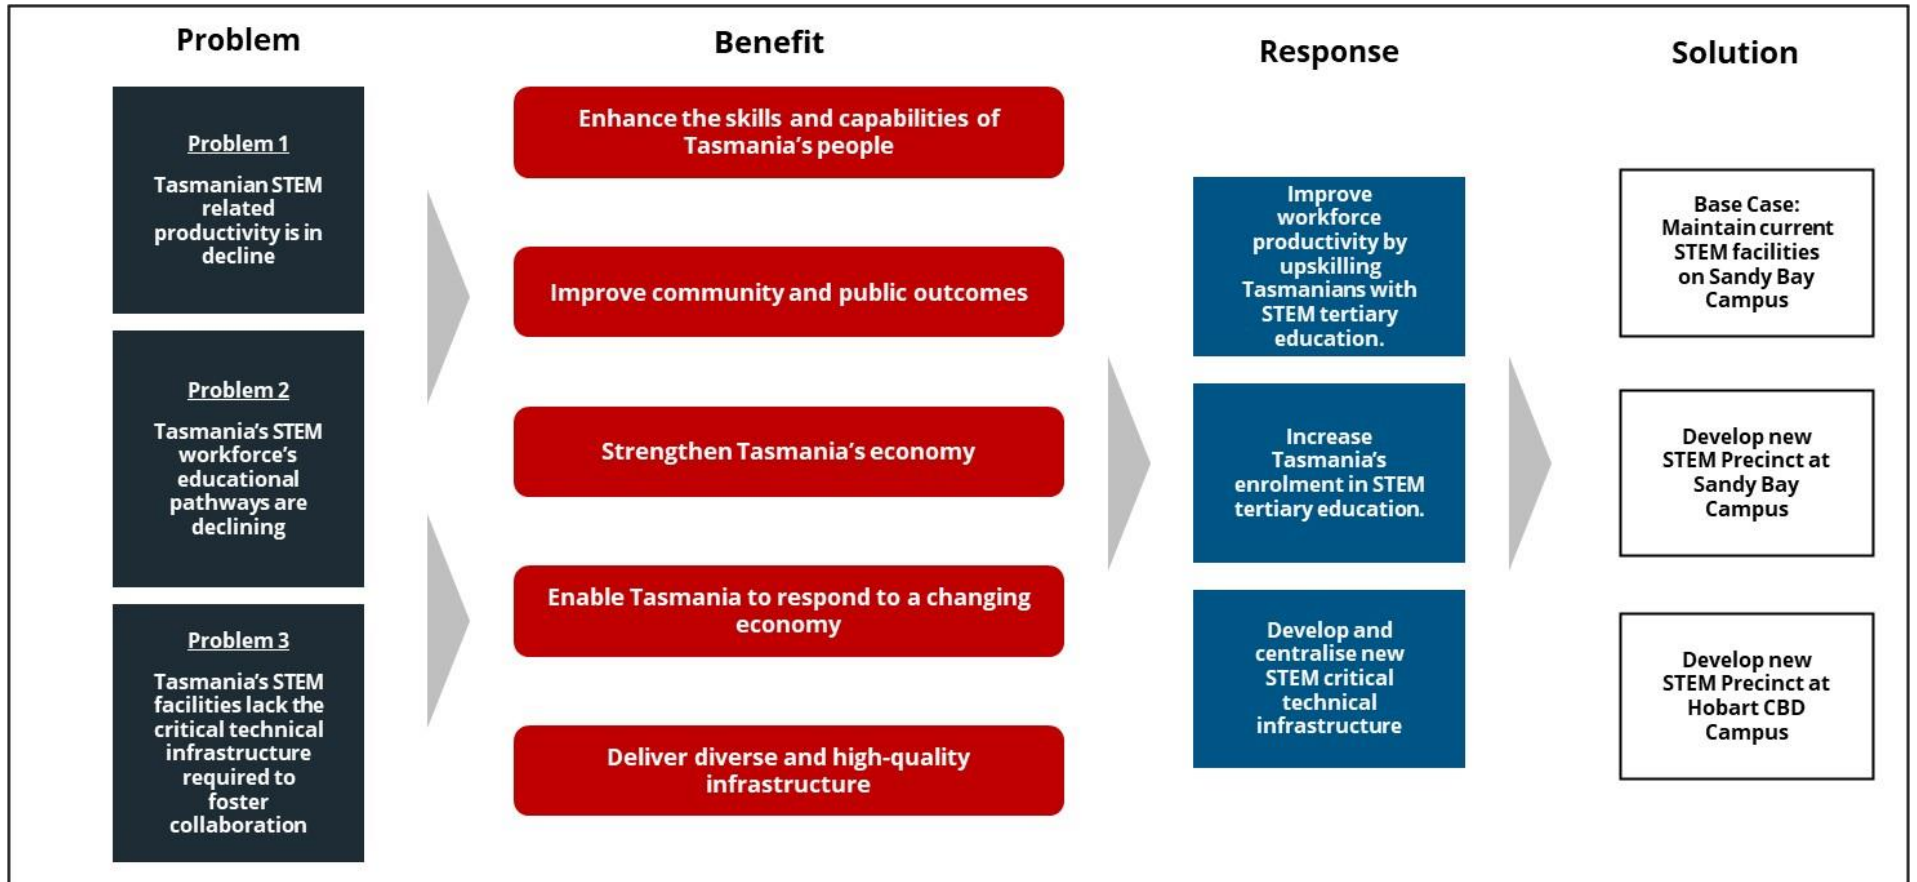 Problem
Problem 1
Tasmanian STEM
related
productivity is in
decline
Problem 2
Tasmania’s STEM
workforce’s
educational
pathways are
declining
Problem 3
Tasmania’s STEM
facilities lack the
critical technical
infrastructure
required to
foster
collaboration
Benefit
Enhance the skills and capabilities of
Tasmania’s people
Improve community and public outcomes
Strengthen Tasmania’s economy
Enable Tasmania to respond to a changing
economy
Deliver diverse and high-quality
infrastructure
Response
Improve
workforce
productivity by
upskilling
Tasmanians with
STEM tertiary
education.
Increase
Tasmania’s
enrolment in STEM
tertiary education.
Develop and
centralise new
STEM critical
technical
infrastructure
Solution
Base Case:
Maintain current
STEM facilities
on Sandy Bay
Campus
Develop new
STEM Precinct at
Sandy Bay
Campus
Develop new
STEM Precinct at
Hobart CBD
Campus